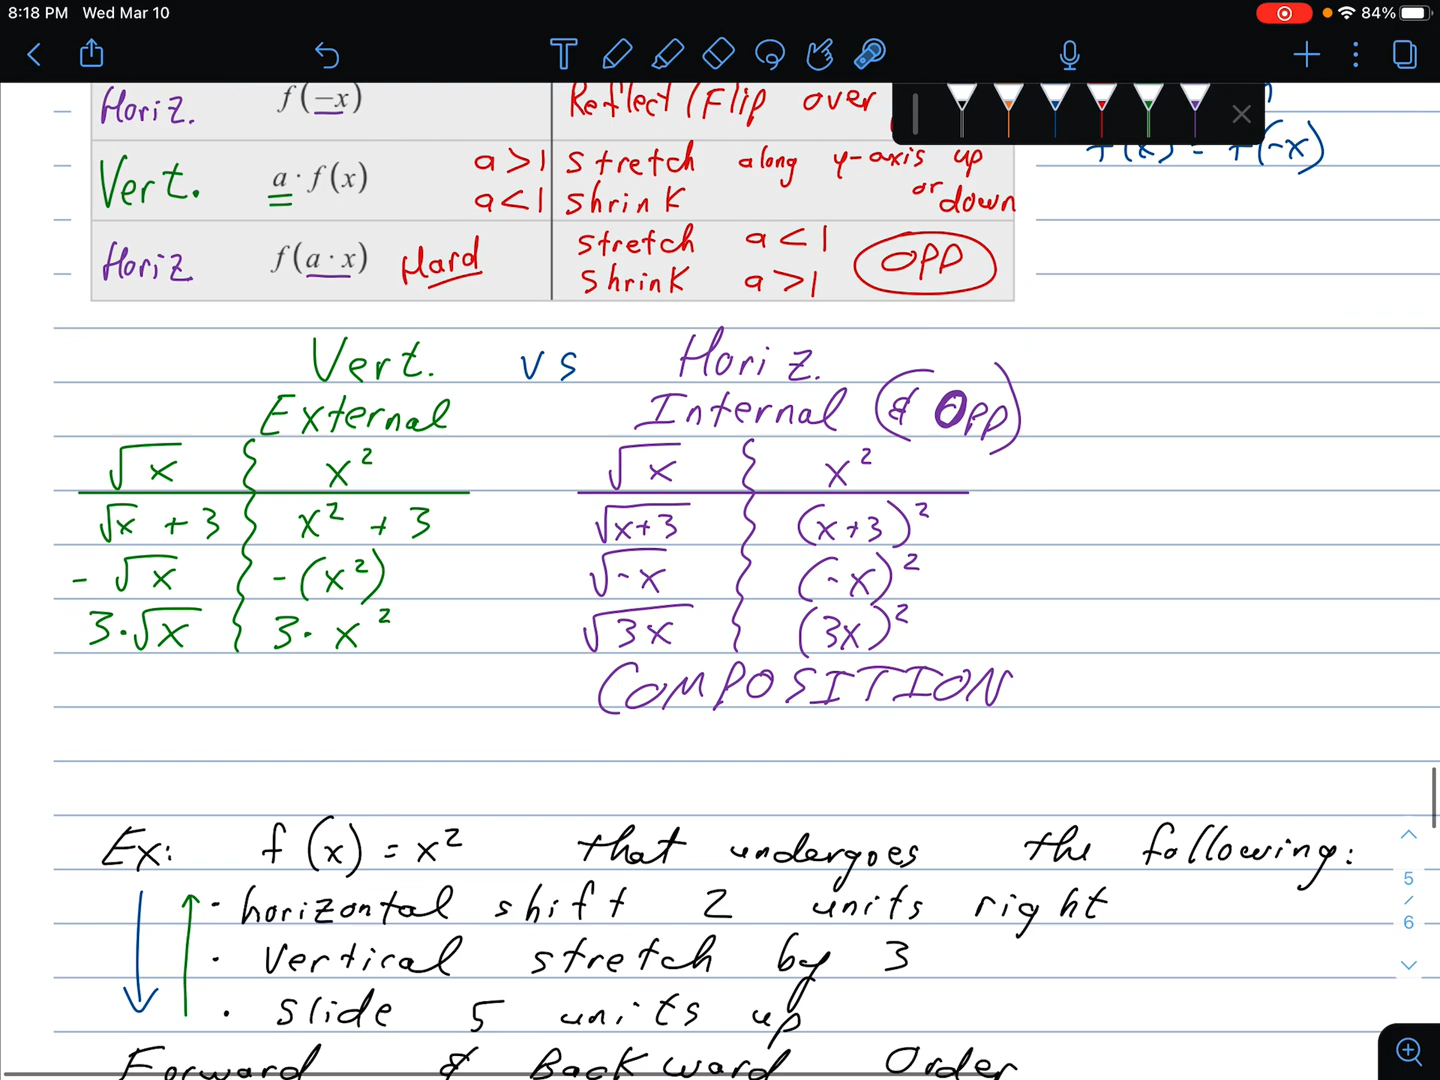 8:18 PM Wed Mar 10 84%
Horiz. f(−x) Reflect/Flip over
f(x) = f(-x)
Vert. a · f(x) a > 1 stretch along y-axis up
a < 1 shrink or down
Horiz f(a · x) Hard stretch a < 1 OPP
shrink a > 1
Vert. vs Horiz.
External Internal (& Opp)
√x x² √x x²
√x + 3 x² + 3 √x+3 (x+3)²
- √x - (x²) √-x (-x)²
3·√x 3· x² √3x (3x)²
COMPOSITION
Ex: f(x) = x² that undergoes the following:
· horizontal shift 2 units right
· vertical stretch by 3
· slide 5 units up
Forward & Backward Order
5 / 6